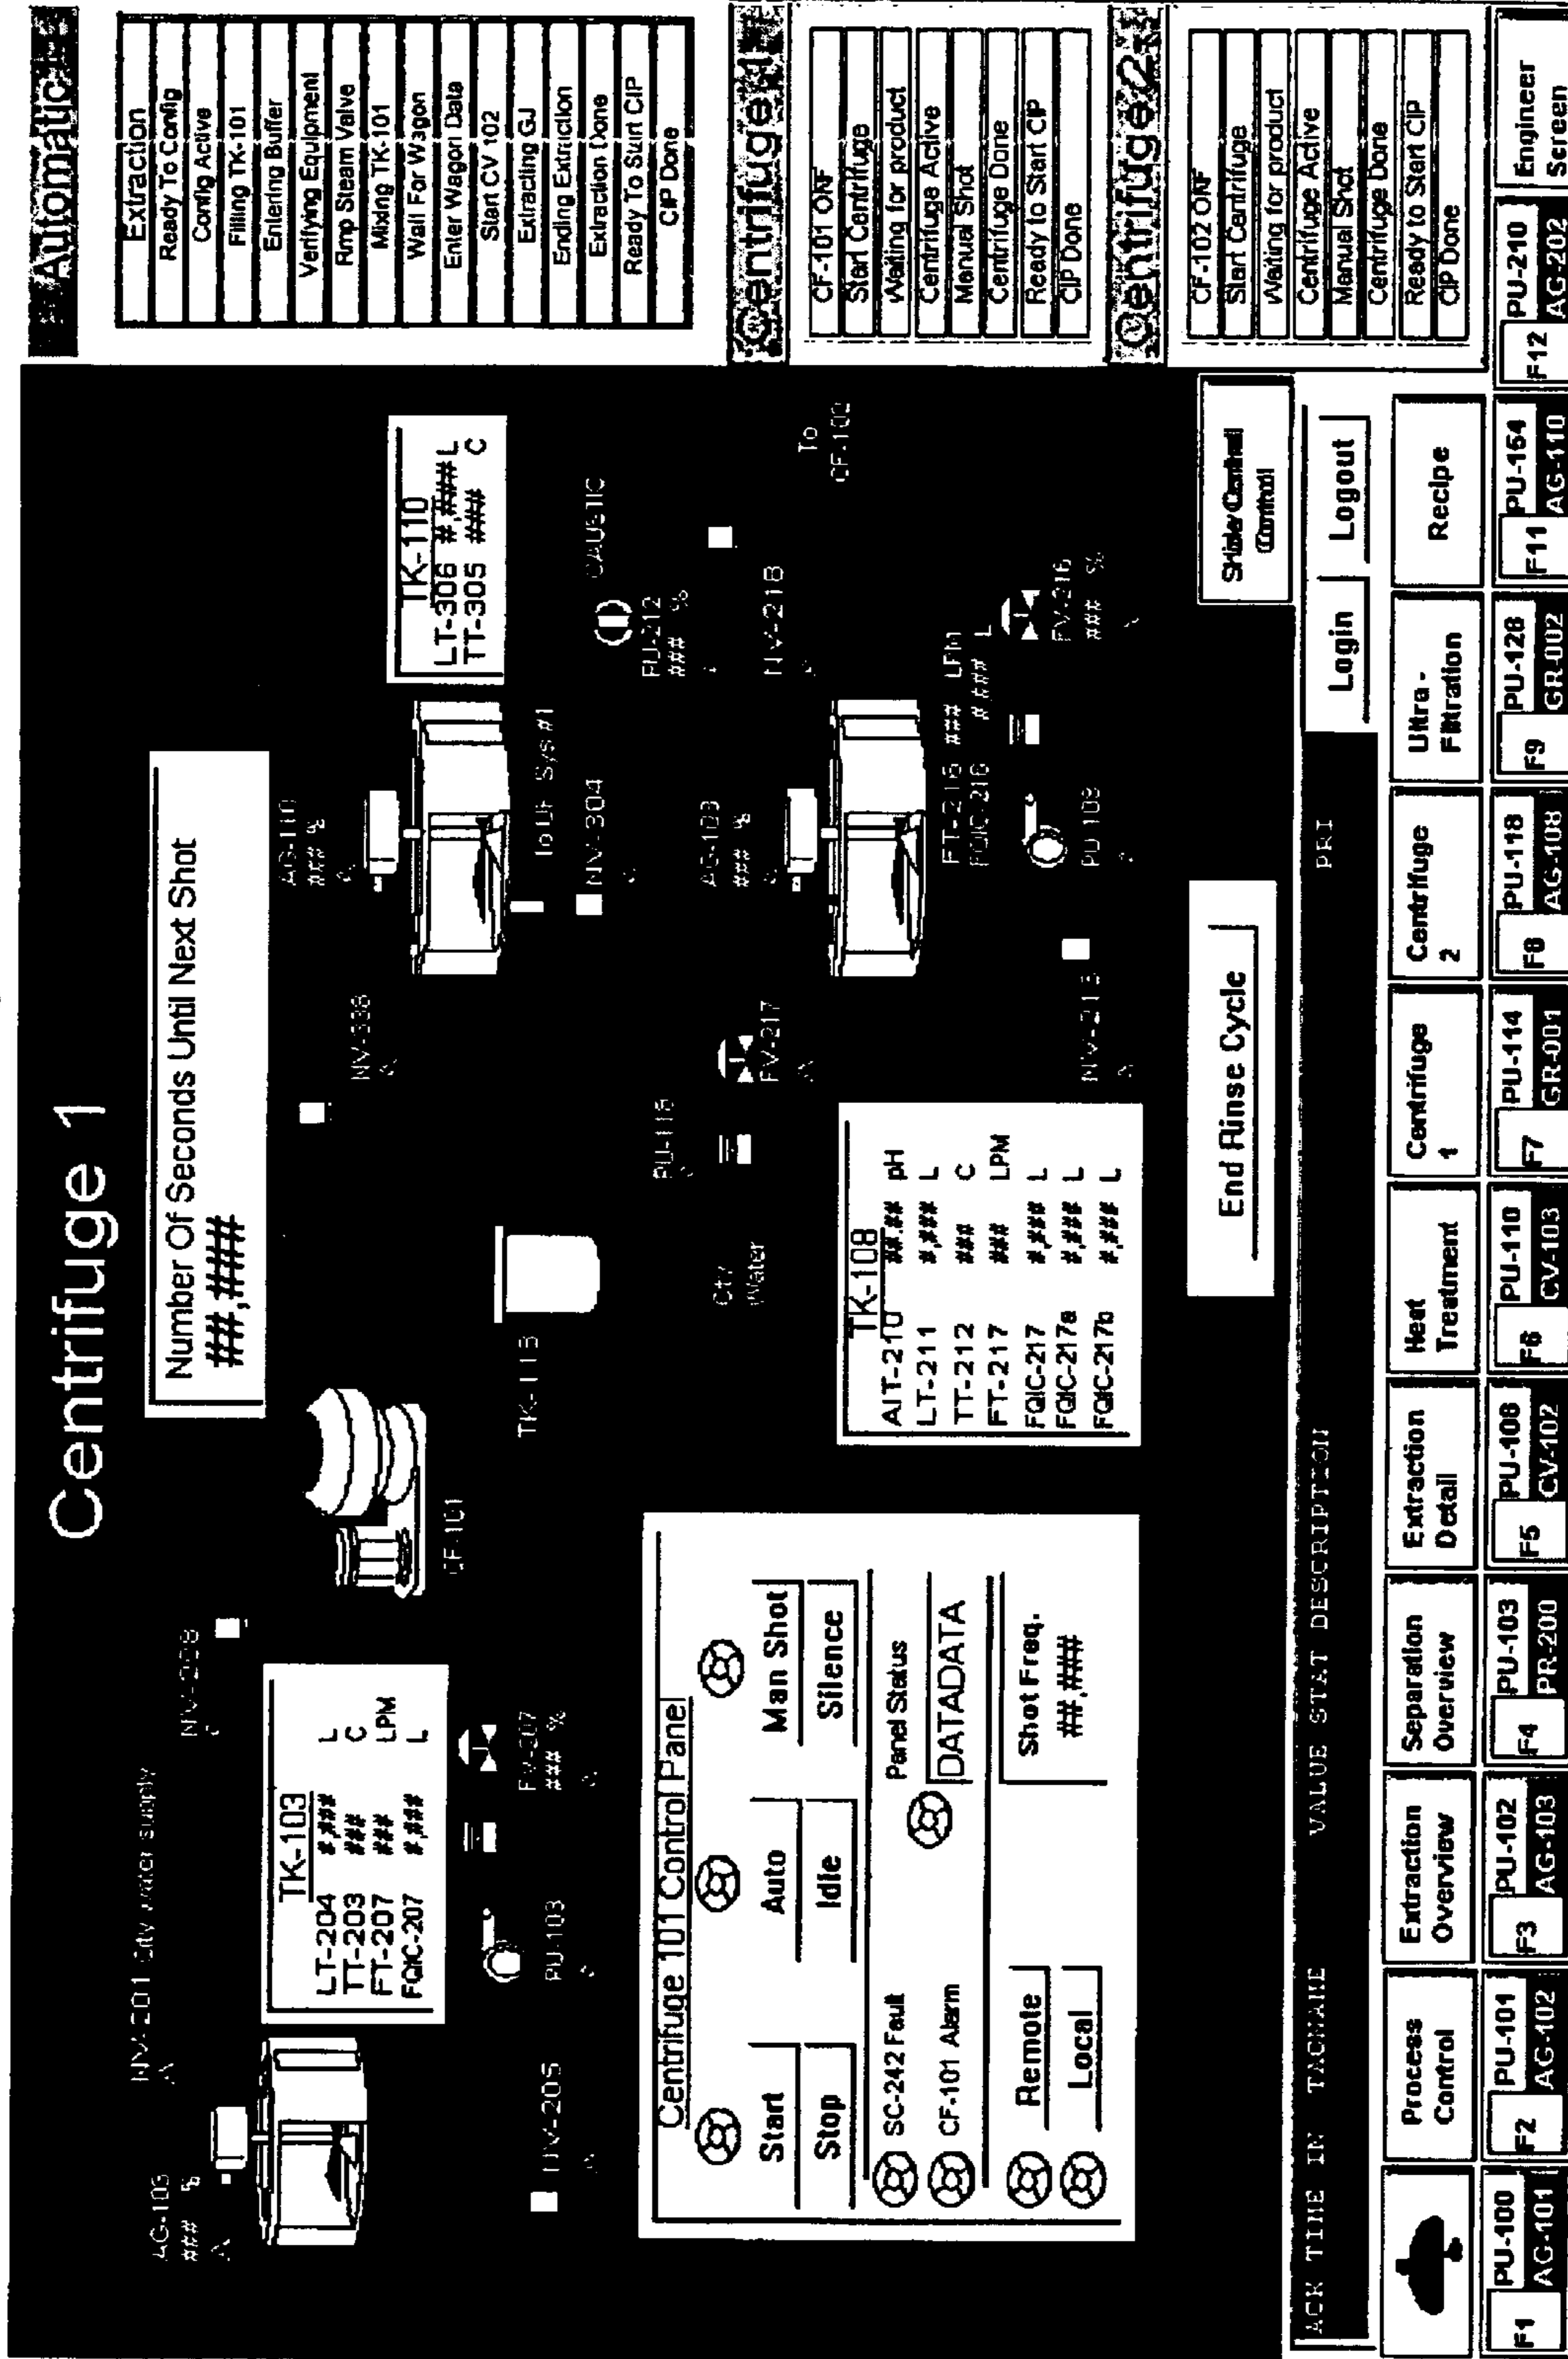 Centrifuge 1
Number Of Seconds Until Next Shot
##,###
AG-103
### %
A
NV-201 City water supply
A
TK-103
LT-204 #,### L
TT-203 ### C
FT-207 ### LPM
FQIC-207 #,### L
NV-208
NV-205
A
PU-103
FV-207
### %
CF-101
TK-113
NV-338
AG-110
### %
TK-110
LT-306 #,### L
TT-305 ### C
To UF Sys #1
NV-304
CAUSTIC
PU-212
### %
City
Water
PU-116
FV-217
A
AG-108
### %
NV-218
To
CF-102
TK-108
AIT-210 ##.## pH
LT-211 #,### L
TT-212 ### C
FT-217 ### LPM
FQIC-217 #,### L
FQIC-217a #,### L
FQIC-217b #,### L
FT-216 ### LPM
FQIC-216 #,### L
NV-213
A
PU 108
FV-216
### %
Centrifuge 101 Control Panel
Start
Auto
Man Shot
Stop
Idle
Silence
SC-242 Fault
Panel Status
CF-101 Alarm
DATADATA
Remote
Local
Shot Freq.
##,###
End Rinse Cycle
Control
ACK TIME IN TAGNAME VALUE STAT DESCRIPTION PRI
Login
Logout
Process
Control
Extraction
Overview
Separation
Overview
Extraction
Detail
Heat
Treatment
Centrifuge
1
Centrifuge
2
Ultra-
Filtration
Recipe
F1 PU-100 AG-101
F2 PU-101 AG-102
F3 PU-102 AG-103
F4 PU-103 PR-200
F5 PU-108 CV-102
F6 PU-110 CV-103
F7 PU-114 GR-001
F8 PU-118 AG-108
F9 PU-128 GR-002
F11 PU-154 AG-110
F12 PU-210 AG-202
Engineer
Screen
Automatic
Extraction
Ready To Config
Config Active
Filling TK-101
Entering Buffer
Verifying Equipment
Rmp Steam Valve
Mixing TK-101
Wait For Wagon
Enter Wagon Data
Start CV 102
Extracting GJ
Ending Extraction
Extraction Done
Ready To Start CIP
CIP Done
Centrifuge 1
CF-101 Off
Start Centrifuge
Waiting for product
Centrifuge Active
Manual Shot
Centrifuge Done
Ready to Start CIP
CIP Done
Centrifuge 2
CF-102 Off
Start Centrifuge
Waiting for product
Centrifuge Active
Manual Shot
Centrifuge Done
Ready to Start CIP
CIP Done